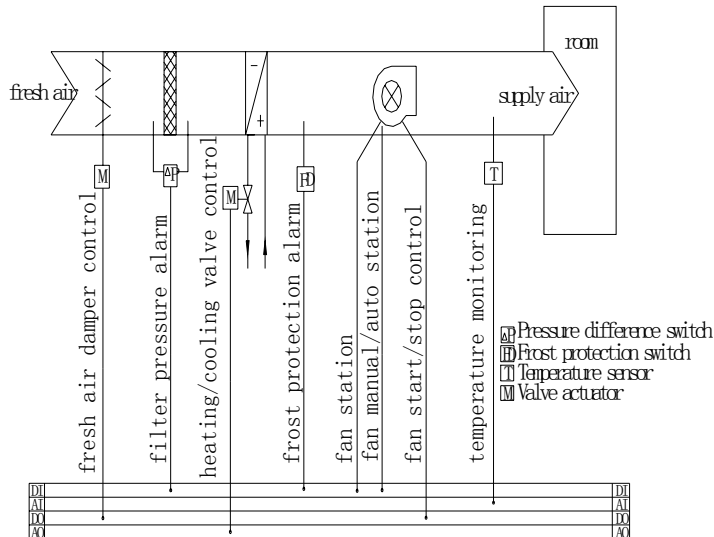 room
fresh air
supply air
-
+
M
ΔP
M
FD
T
fresh air damper control
filter pressure alarm
heating/cooling valve control
frost protection alarm
fan station
fan manual/auto station
fan start/stop control
temperature monitoring
ΔP Pressure difference switch
FD Frost protection switch
T Temperature sensor
M Valve actuator
DI DI
AI AI
DO DO
AO AO